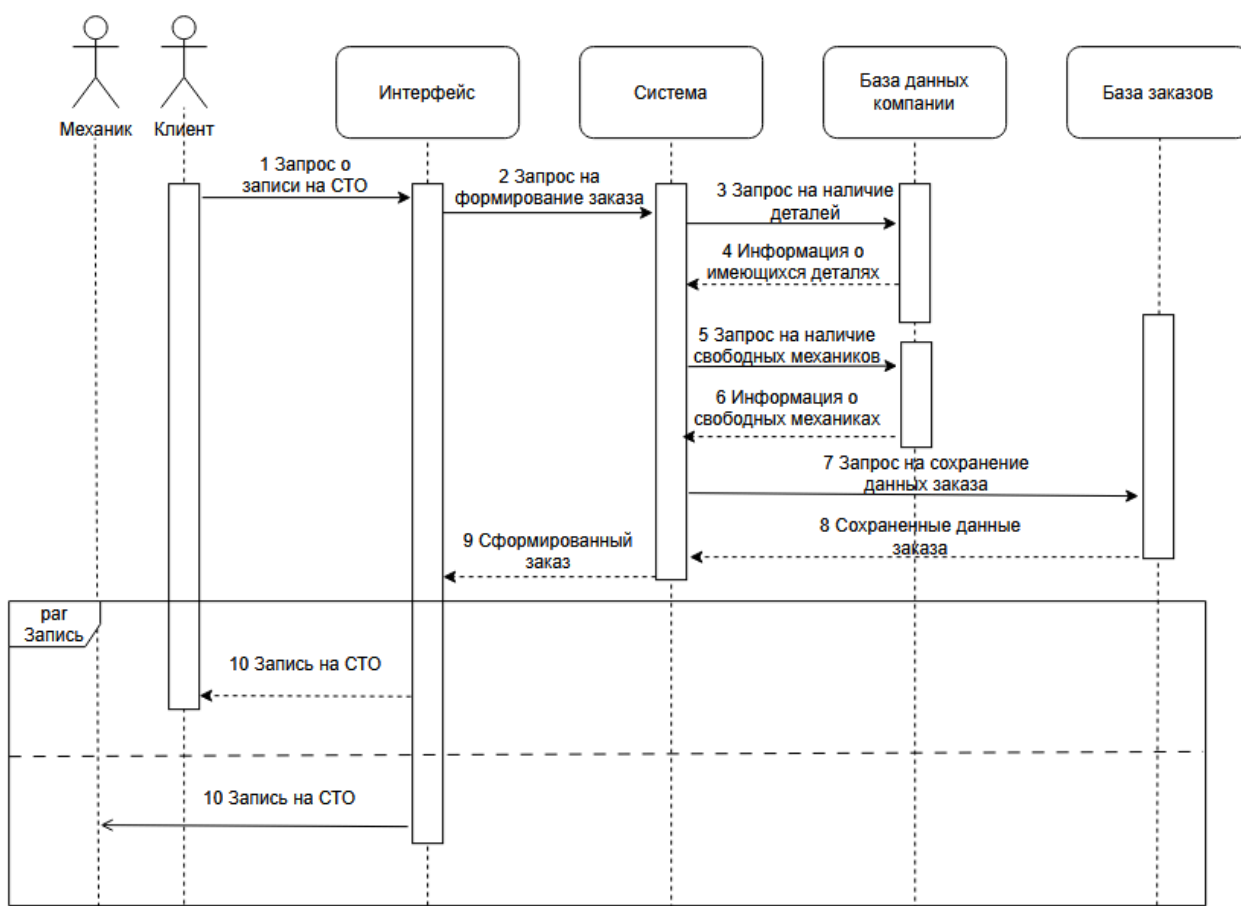 Механик
Клиент
Интерфейс
Система
База данных
компании
База заказов
1 Запрос о
записи на СТО
2 Запрос на
формирование заказа
3 Запрос на наличие
деталей
4 Информация о
имеющихся деталях
5 Запрос на наличие
свободных механиков
6 Информация о
свободных механиках
7 Запрос на сохранение
данных заказа
8 Сохраненные данные
заказа
9 Сформированный
заказ
par
Запись
10 Запись на СТО
10 Запись на СТО